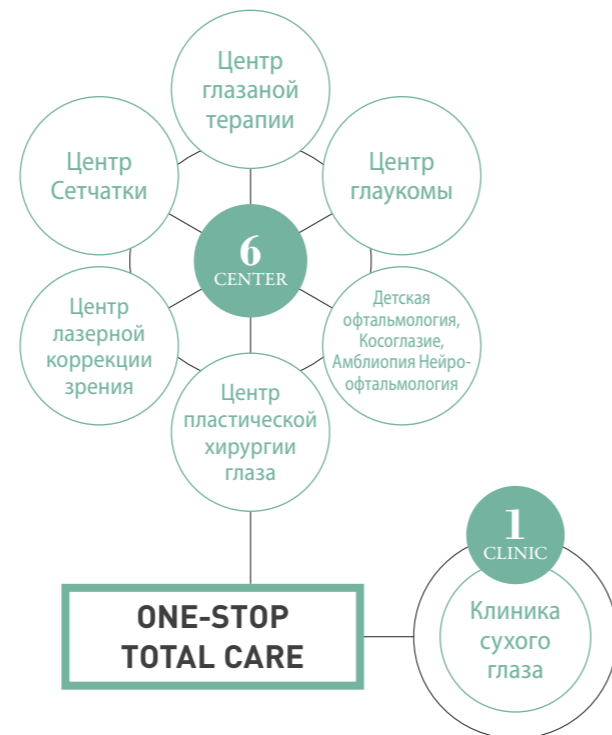 Центр
глазаной
терапии
Центр
Сетчатки
Центр
глаукомы
6
CENTER
Центр
лазерной
коррекции
зрения
Детская
офтальмология,
Косоглазие,
Амблиопия Нейро-
офтальмология
Центр
пластической
хирургии
глаза
1
CLINIC
Клиника
сухого
глаза
ONE-STOP
TOTAL CARE